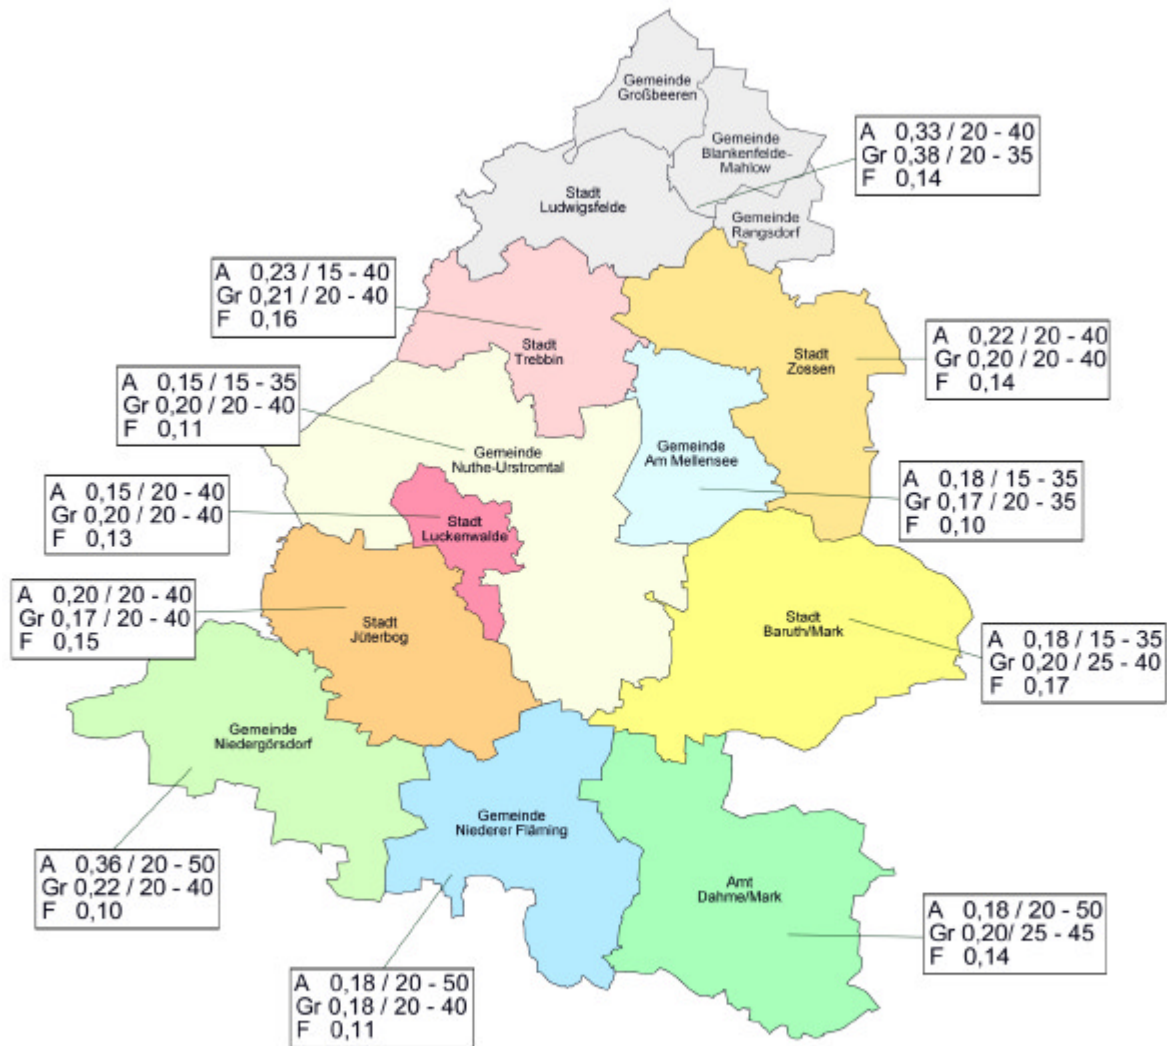 Gemeinde
Großbeeren
Gemeinde
Blankenfelde-
Mahlow
A 0,33 / 20 - 40
Gr 0,38 / 20 - 35
F 0,14
Stadt
Ludwigsfelde
Gemeinde
Rangsdorf
A 0,23 / 15 - 40
Gr 0,21 / 20 - 40
F 0,16
Stadt
Trebbin
Stadt
Zossen
A 0,22 / 20 - 40
Gr 0,20 / 20 - 40
F 0,14
A 0,15 / 15 - 35
Gr 0,20 / 20 - 40
F 0,11
Gemeinde
Nuthe-Urstromtal
Gemeinde
Am Mellensee
A 0,18 / 15 - 35
Gr 0,17 / 20 - 35
F 0,10
A 0,15 / 20 - 40
Gr 0,20 / 20 - 40
F 0,13
Stadt
Luckenwalde
A 0,20 / 20 - 40
Gr 0,17 / 20 - 40
F 0,15
Stadt
Jüterbog
Stadt
Baruth/Mark
A 0,18 / 15 - 35
Gr 0,20 / 25 - 40
F 0,17
Gemeinde
Niedergörsdorf
Gemeinde
Niederer Fläming
A 0,36 / 20 - 50
Gr 0,22 / 20 - 40
F 0,10
Amt
Dahme/Mark
A 0,18 / 20 - 50
Gr 0,20/ 25 - 45
F 0,14
A 0,18 / 20 - 50
Gr 0,18 / 20 - 40
F 0,11